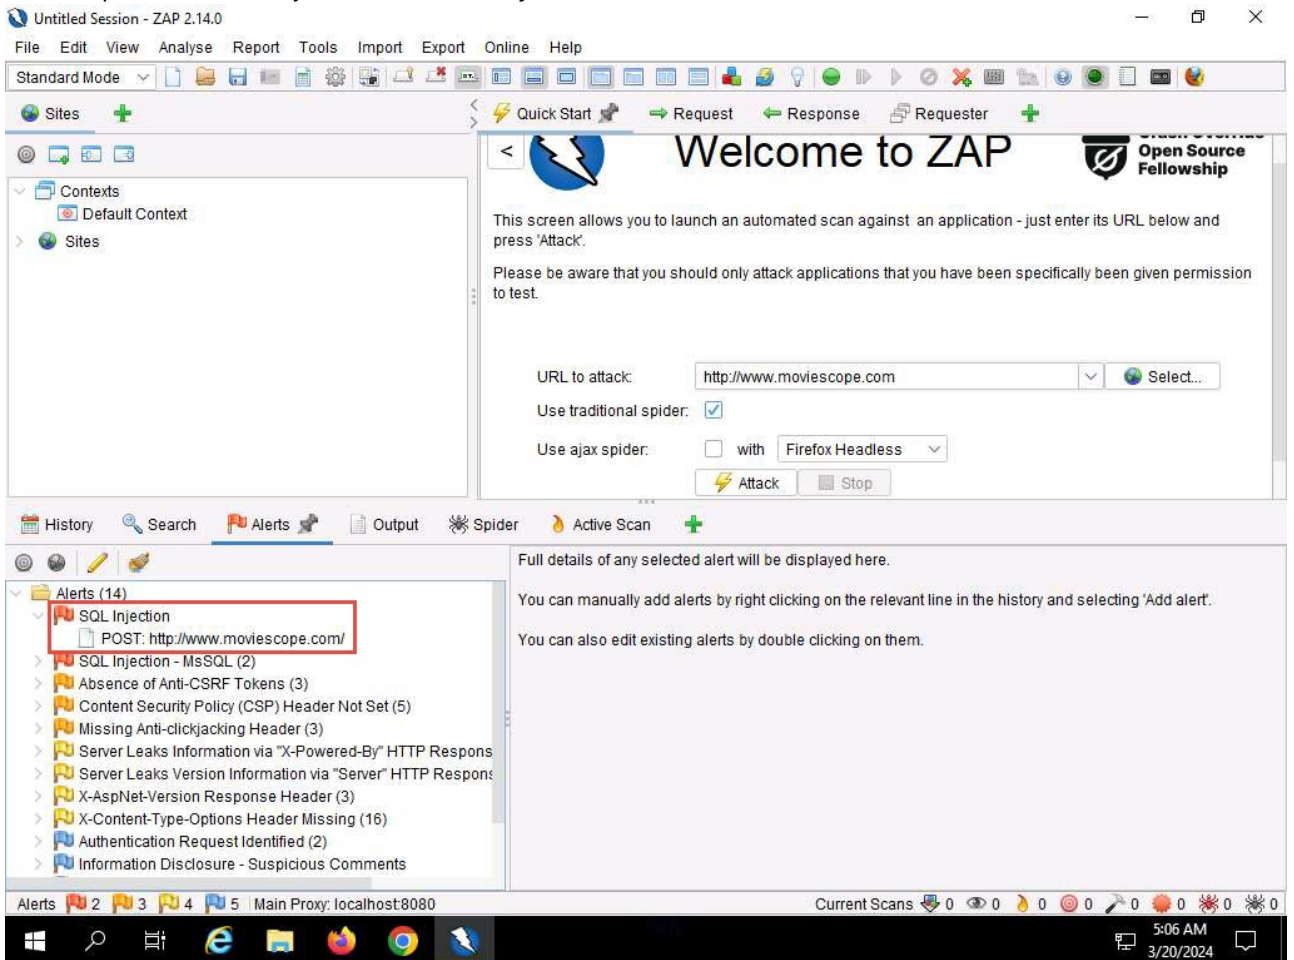 Untitled Session - ZAP 2.14.0
File Edit View Analyse Report Tools Import Export Online Help
Standard Mode
Sites
Quick Start Request Response Requester
Welcome to ZAP
Open Source
Fellowship
Contexts
Default Context
Sites
This screen allows you to launch an automated scan against an application - just enter its URL below and
press 'Attack'.
Please be aware that you should only attack applications that you have been specifically been given permission
to test.
URL to attack: http://www.moviescope.com Select...
Use traditional spider:
Use ajax spider: with Firefox Headless
Attack Stop
History Search Alerts Output Spider Active Scan
Full details of any selected alert will be displayed here.
You can manually add alerts by right clicking on the relevant line in the history and selecting 'Add alert'.
You can also edit existing alerts by double clicking on them.
Alerts (14)
SQL Injection
POST: http://www.moviescope.com/
SQL Injection - MsSQL (2)
Absence of Anti-CSRF Tokens (3)
Content Security Policy (CSP) Header Not Set (5)
Missing Anti-clickjacking Header (3)
Server Leaks Information via "X-Powered-By" HTTP Respons
Server Leaks Version Information via "Server" HTTP Respons
X-AspNet-Version Response Header (3)
X-Content-Type-Options Header Missing (16)
Authentication Request Identified (2)
Information Disclosure - Suspicious Comments
Alerts 2 3 4 5 Main Proxy: localhost:8080 Current Scans 0 0 0 0 0 0 0 0
5:06 AM
3/20/2024